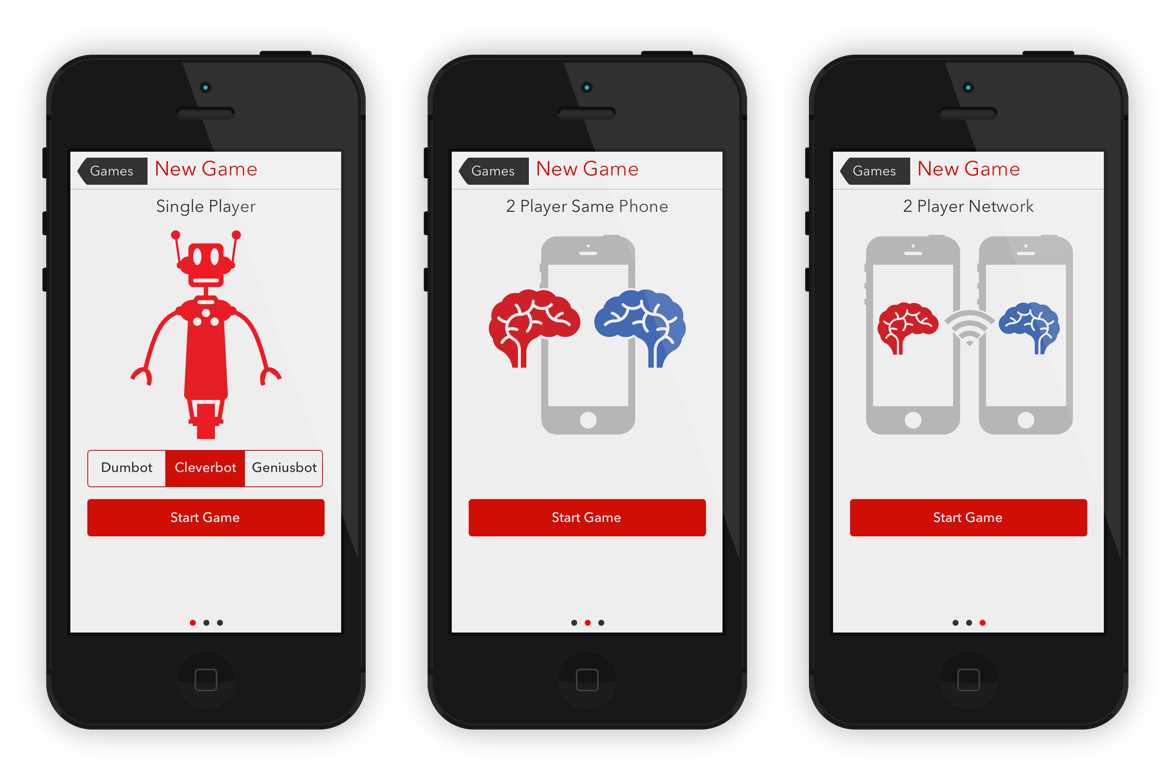 Games New Game
Single Player
Dumbot Cleverbot Geniusbot
Start Game
Games New Game
2 Player Same Phone
Start Game
Games New Game
2 Player Network
Start Game